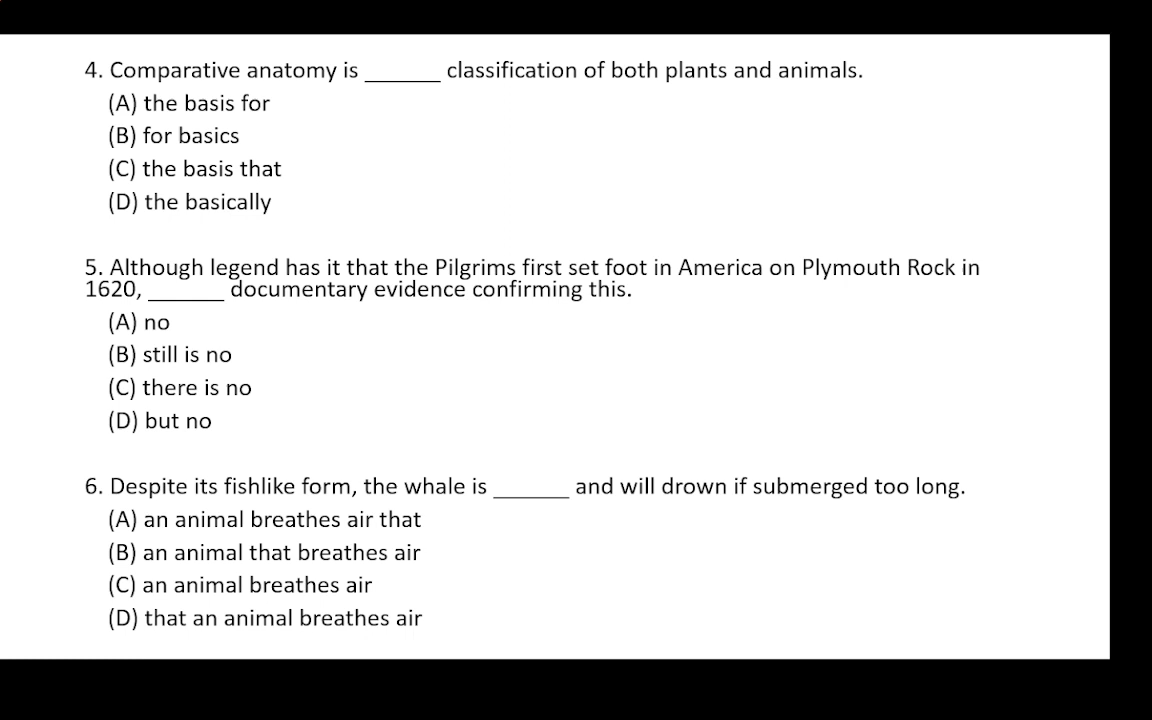 4. Comparative anatomy is ______ classification of both plants and animals.
(A) the basis for
(B) for basics
(C) the basis that
(D) the basically
5. Although legend has it that the Pilgrims first set foot in America on Plymouth Rock in
1620, ______ documentary evidence confirming this.
(A) no
(B) still is no
(C) there is no
(D) but no
6. Despite its fishlike form, the whale is ______ and will drown if submerged too long.
(A) an animal breathes air that
(B) an animal that breathes air
(C) an animal breathes air
(D) that an animal breathes air